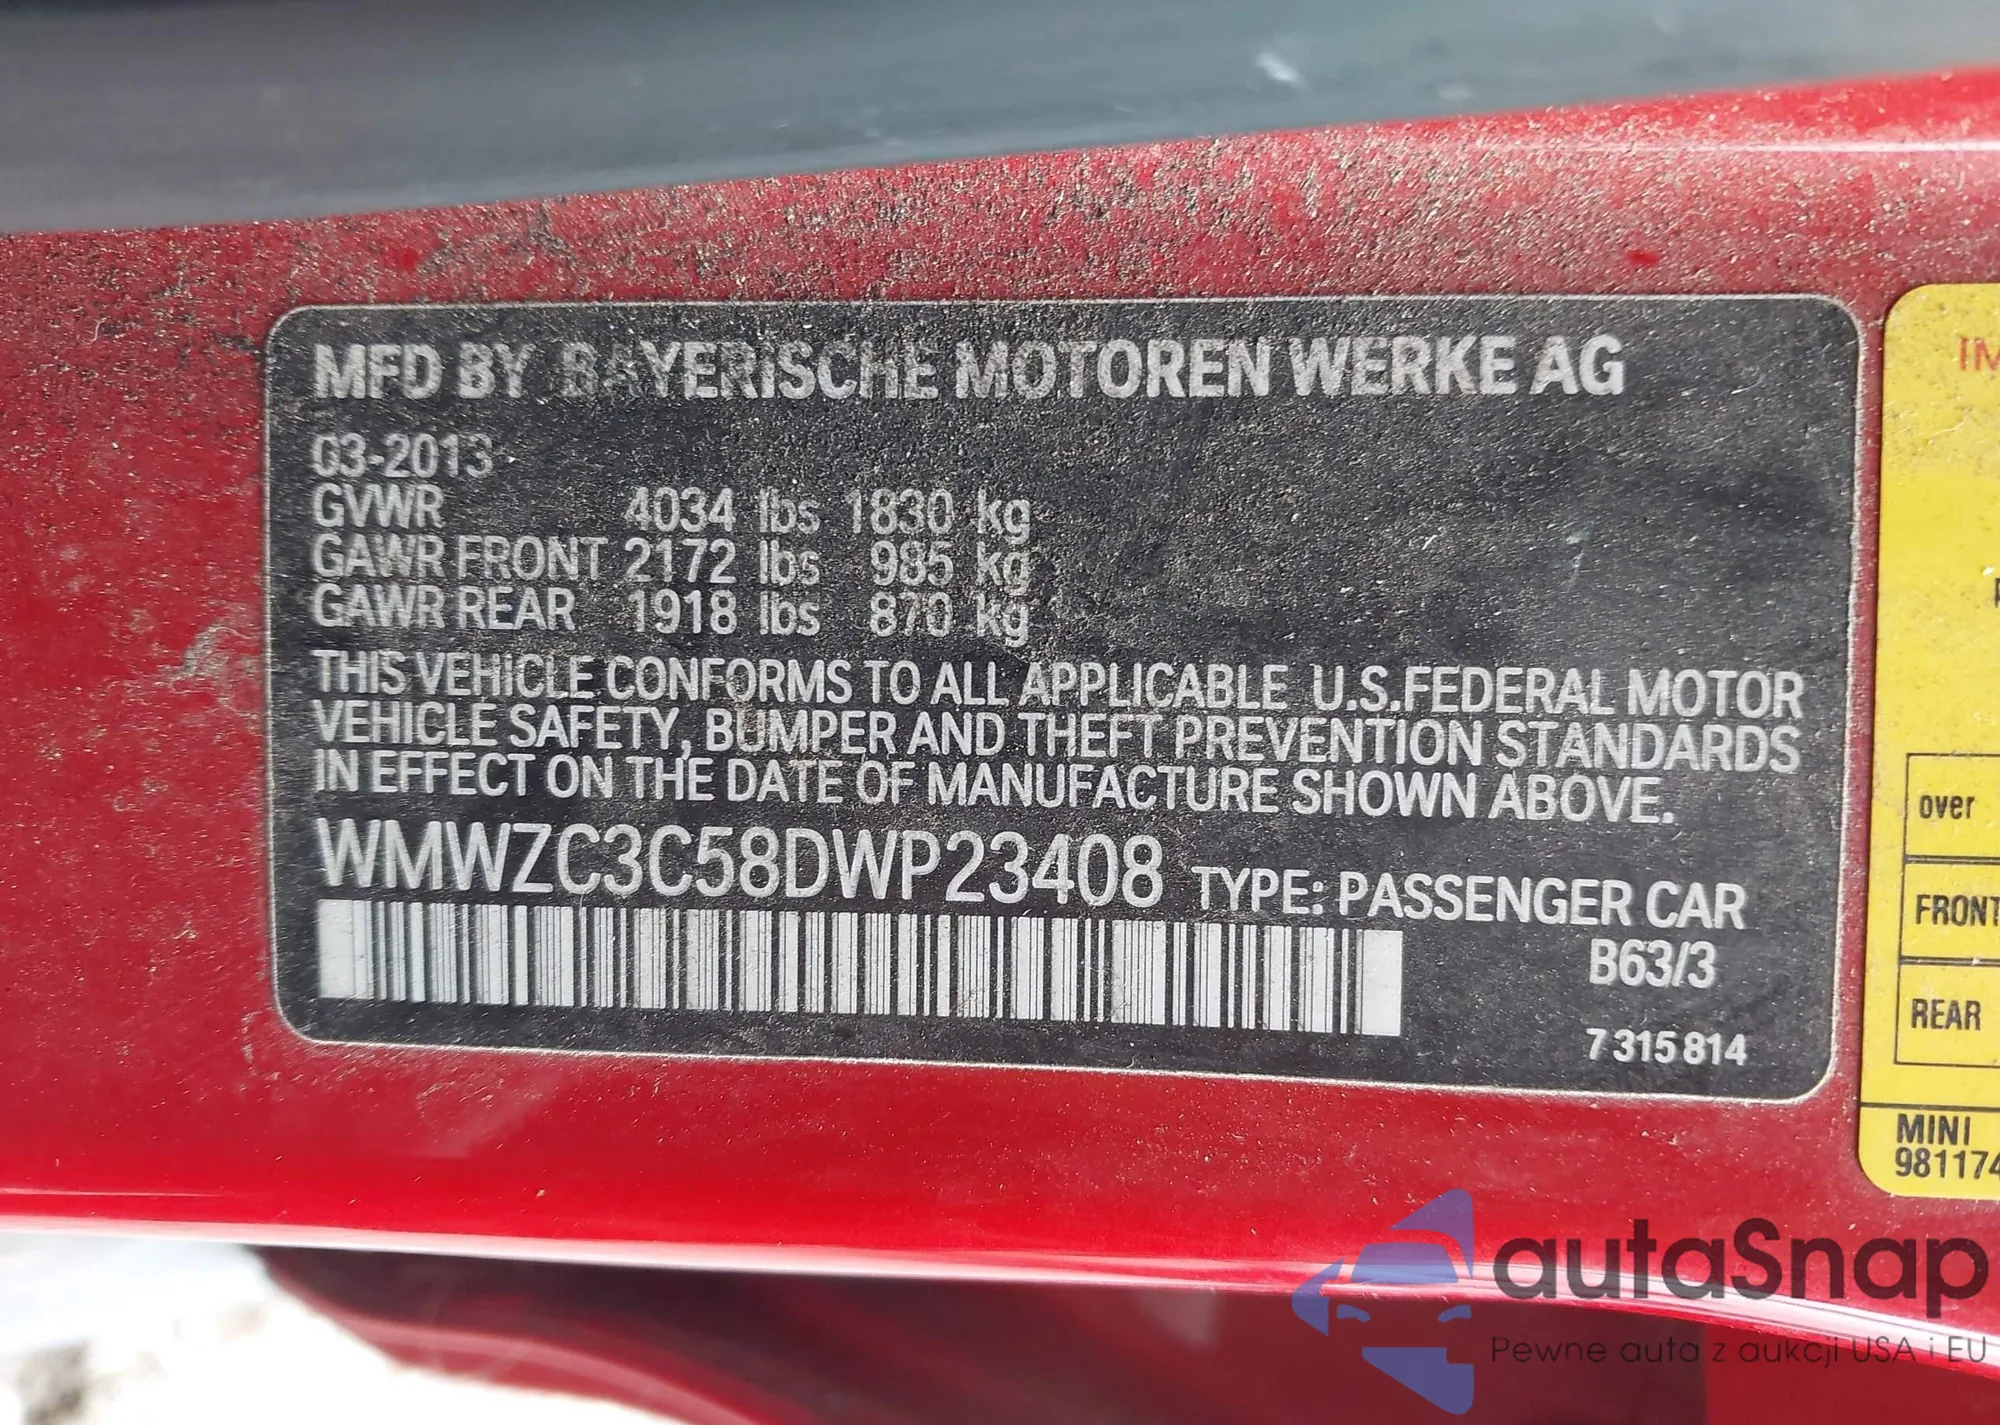 MFD BY BAYERISCHE MOTOREN WERKE AG
03-2013
GVWR 4034 lbs 1830 kg
GAWR FRONT 2172 lbs 985 kg
GAWR REAR 1918 lbs 870 kg
THIS VEHICLE CONFORMS TO ALL APPLICABLE U.S.FEDERAL MOTOR
VEHICLE SAFETY, BUMPER AND THEFT PREVENTION STANDARDS
IN EFFECT ON THE DATE OF MANUFACTURE SHOWN ABOVE.
WMWZC3C58DWP23408 TYPE: PASSENGER CAR
B63/3
7 315 814
IM
over
FRONT
REAR
MINI
981174
autaSnap
Pewne auta z aukcji USA i EU